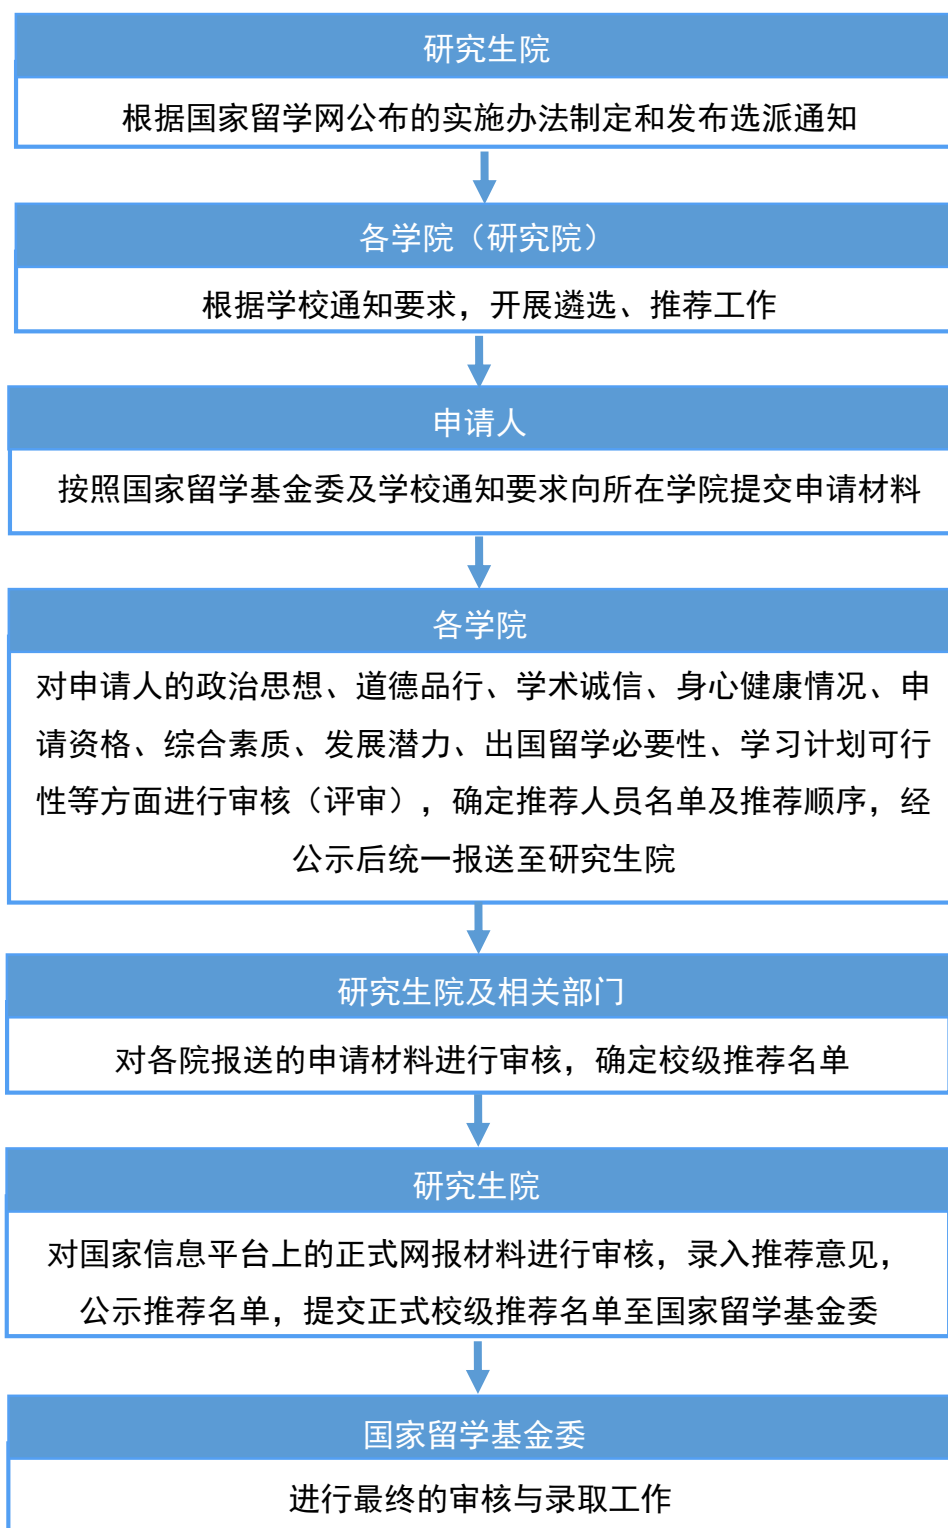 研究生院
根据国家留学网公布的实施办法制定和发布选派通知
各学院（研究院）
根据学校通知要求，开展遴选、推荐工作
申请人
按照国家留学基金委及学校通知要求向所在学院提交申请材料
各学院
对申请人的政治思想、道德品行、学术诚信、身心健康情况、申
请资格、综合素质、发展潜力、出国留学必要性、学习计划可行
性等方面进行审核（评审），确定推荐人员名单及推荐顺序，经
公示后统一报送至研究生院
研究生院及相关部门
对各院报送的申请材料进行审核，确定校级推荐名单
研究生院
对国家信息平台上的正式网报材料进行审核，录入推荐意见，
公示推荐名单，提交正式校级推荐名单至国家留学基金委
国家留学基金委
进行最终的审核与录取工作